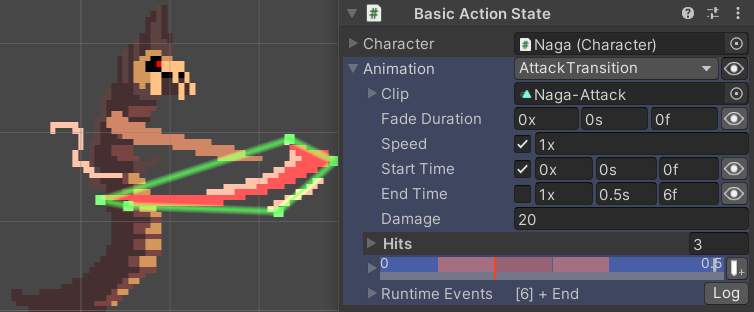 Basic Action State
Character Naga (Character)
Animation AttackTransition
Clip Naga-Attack
Fade Duration 0x 0s 0f
Speed 1x
Start Time 0x 0s 0f
End Time 1x 0.5s 6f
Damage 20
Hits 3
0 0.5
Runtime Events [6] + End Log